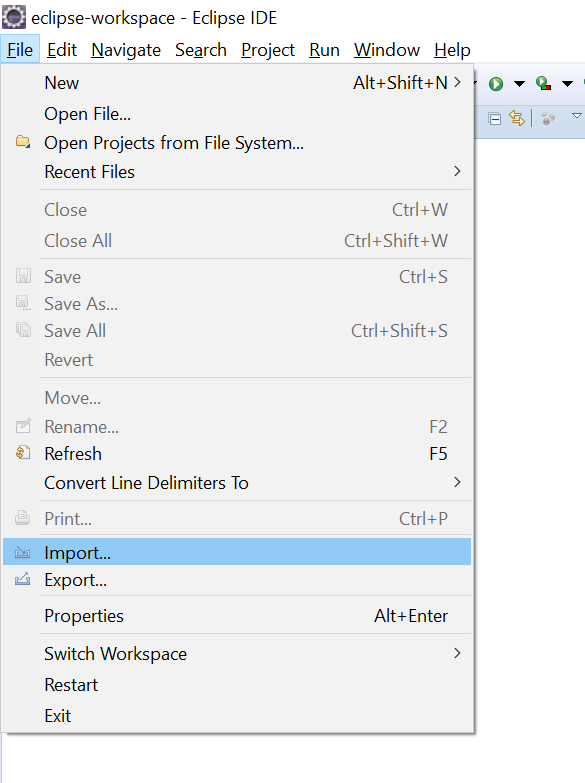 eclipse-workspace - Eclipse IDE
File Edit Navigate Search Project Run Window Help
New Alt+Shift+N
Open File...
Open Projects from File System...
Recent Files
Close Ctrl+W
Close All Ctrl+Shift+W
Save Ctrl+S
Save As...
Save All Ctrl+Shift+S
Revert
Move...
Rename... F2
Refresh F5
Convert Line Delimiters To
Print... Ctrl+P
Import...
Export...
Properties Alt+Enter
Switch Workspace
Restart
Exit